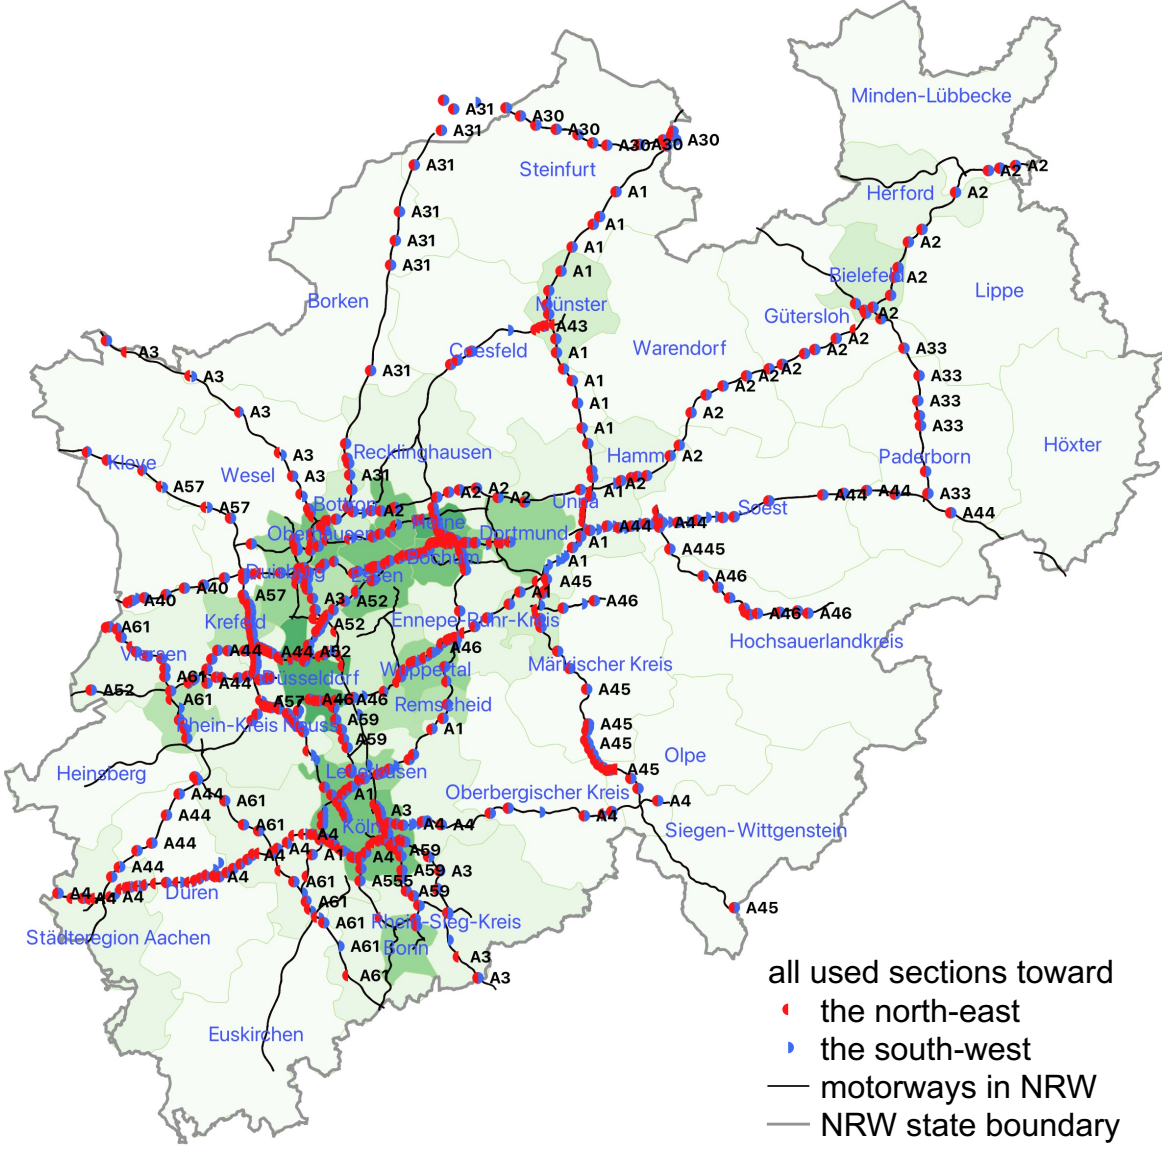 Minden-Lübbecke
A31
A30
A31
A30
A30
A30
A30
A2
A31
Steinfurt
A2
A1
Herford
A2
A31
A1
A31
A1
A2
A31
A1
Bielefeld
A2
Borken
Münster
Lippe
Gütersloh
A2
A43
A3
Coesfeld
A1
Warendorf
A2
A2
A33
A31
A3
A1
A2
A2
A2
A33
A3
A1
A2
A33
A1
A33
Recklinghausen
A3
Hamm
A2
Paderborn
Höxter
Kleve
Wesel
A3
A31
A57
A2
A2
A2
A1
A2
Unna
A44
A44
A33
A57
Bottrop
A2
Soest
A44
Herne
A44
A44
Oberhausen
Dortmund
A1
Bochum
A445
Duisburg
Essen
A1
A46
A40
A40
A57
A3
A52
A45
A1
A46
A46
A46
A61
Krefeld
A52
Ennepe-Ruhr-Kreis
Hochsauerlandkreis
Viersen
A44
A44
A52
A46
Märkischer Kreis
A61
A44
Düsseldorf
Wuppertal
A52
A61
A57
A46
A46
Remscheid
A45
Rhein-Kreis Neuss
A59
A59
A1
A45
A45
Olpe
Heinsberg
Leverkusen
A45
A44
A61
A1
Oberbergischer Kreis
A4
A44
A61
A3
A4
A4
A4
Köln
Siegen-Wittgenstein
A44
A4
A4
A4
A1
A4
A59
A44
A4
A59
A3
A61
A555
A4
A4
A4
Düren
A59
A61
A45
A61
Rhein-Sieg-Kreis
Städteregion Aachen
A61
Bonn
A3
A61
A3
Euskirchen
all used sections toward
the north-east
the south-west
motorways in NRW
NRW state boundary